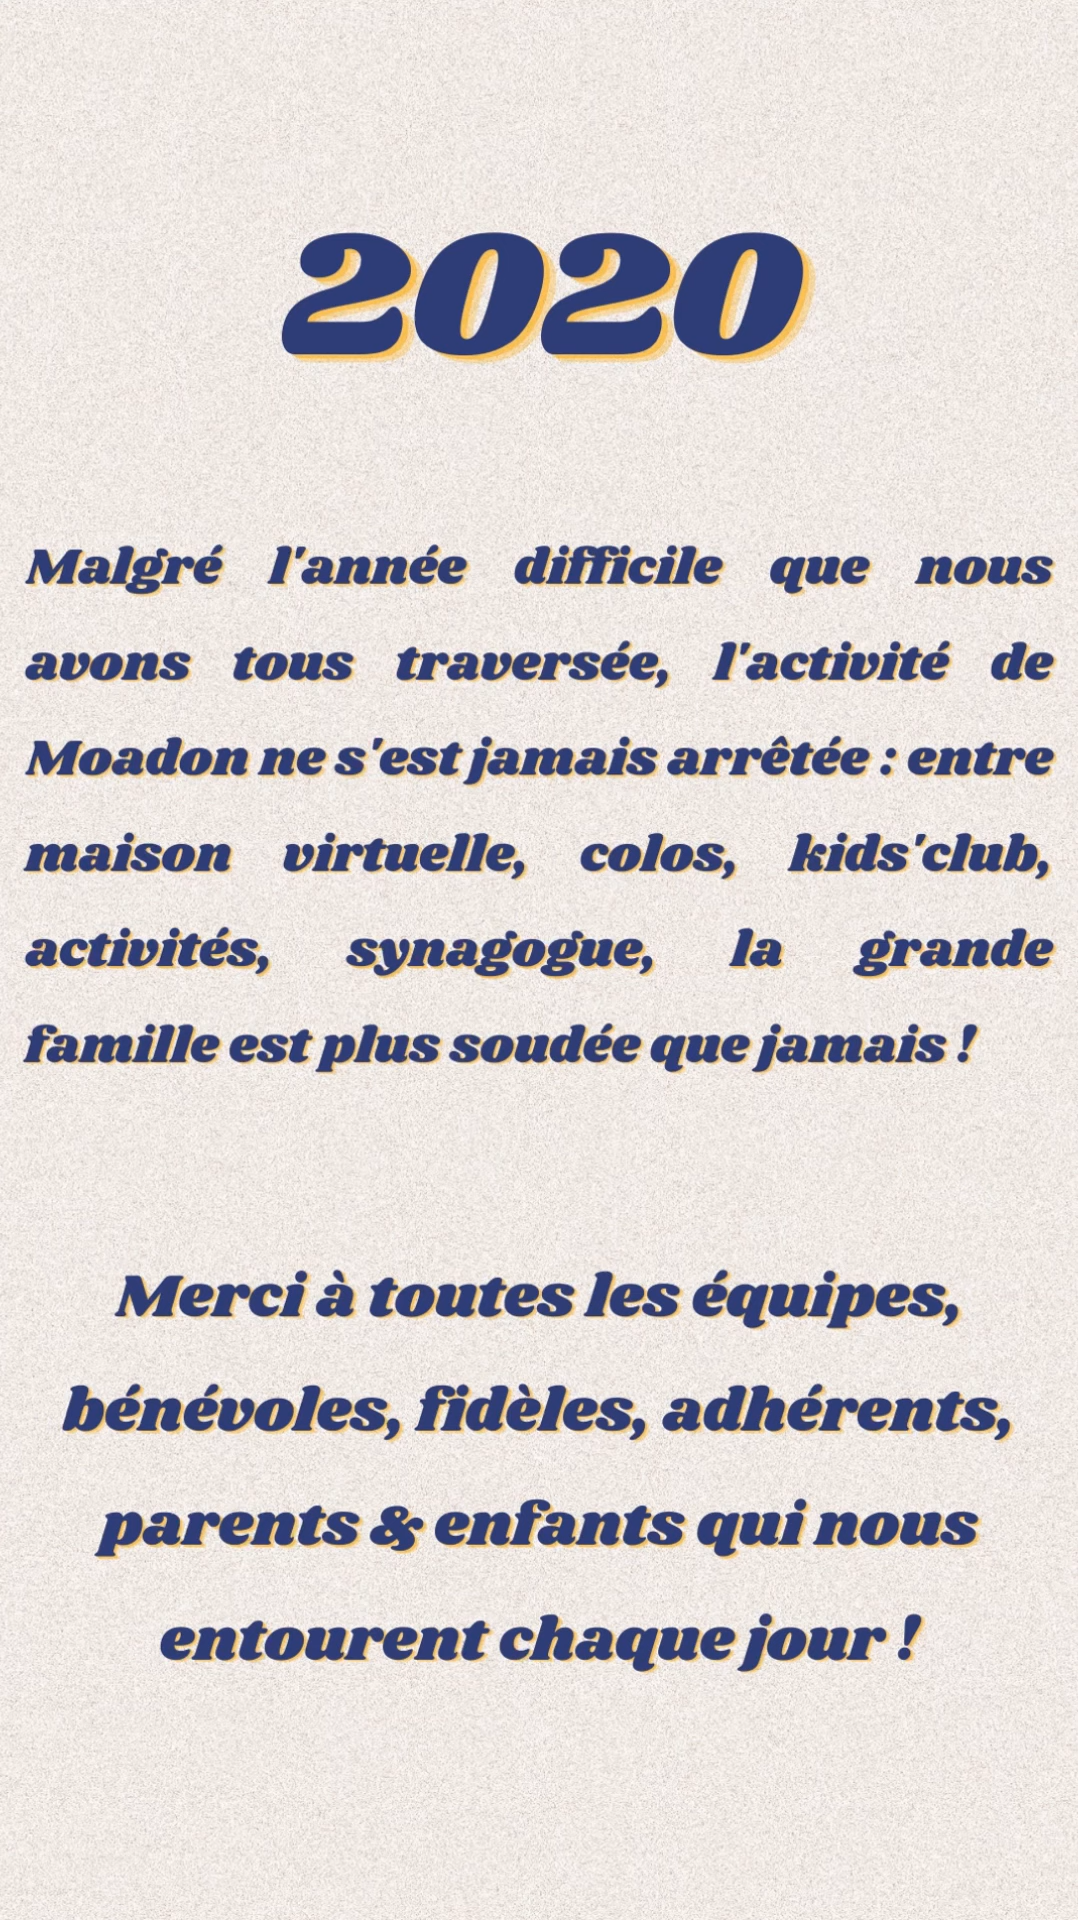 2020
Malgré l'année difficile que nous
avons tous traversée, l'activité de
Moadon ne s'est jamais arrêtée : entre
maison virtuelle, colos, kids'club,
activités, synagogue, la grande
famille est plus soudée que jamais !
Merci à toutes les équipes,
bénévoles, fidèles, adhérents,
parents & enfants qui nous
entourent chaque jour !